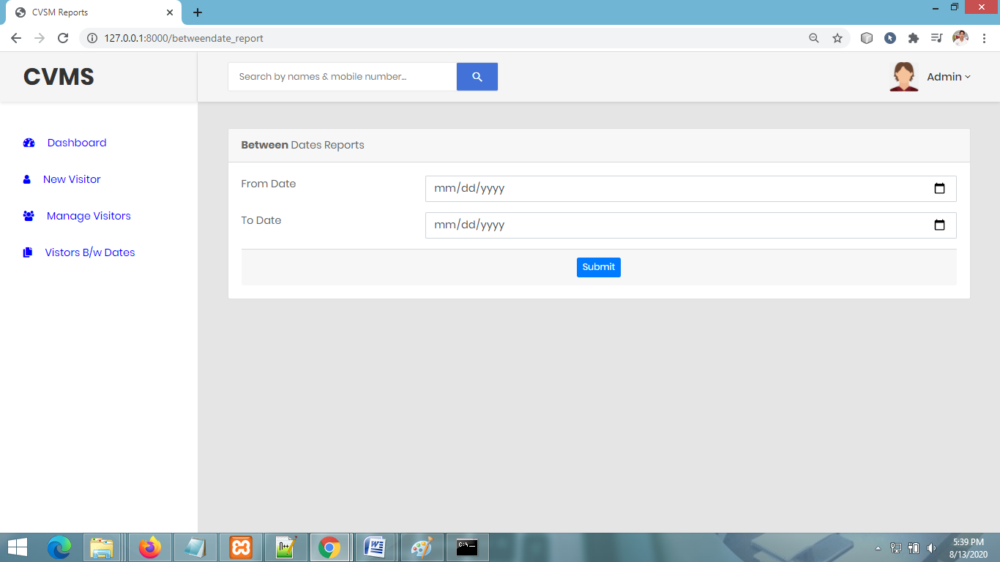 CVSM Reports
127.0.0.1:8000/betweendate_report
CVMS
Search by names & mobile number...
Admin
Dashboard
New Visitor
Manage Visitors
Vistors B/w Dates
Between Dates Reports
From Date
mm/dd/yyyy
To Date
mm/dd/yyyy
Submit
5:39 PM
8/13/2020